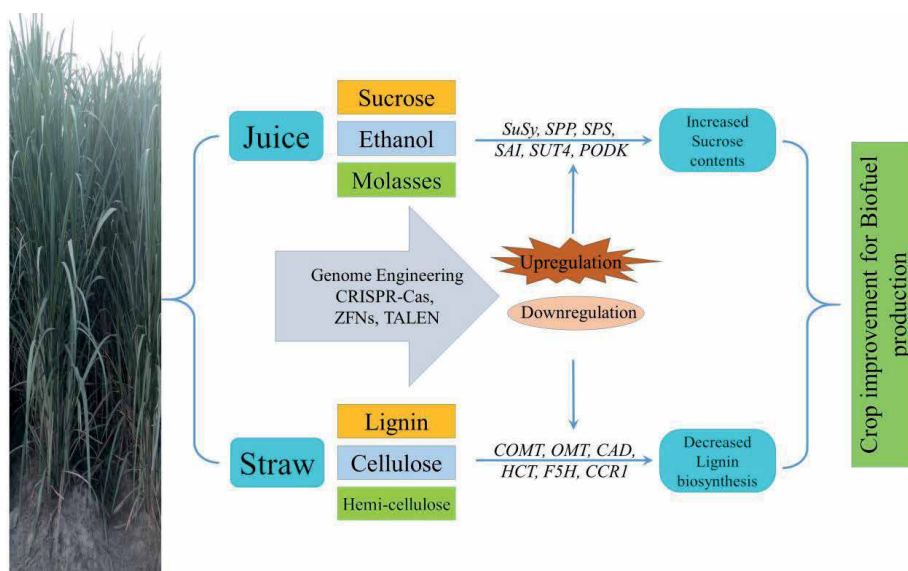 Juice
Sucrose
Ethanol
Molasses
SuSy, SPP, SPS,
SAI, SUT4, PODK
Increased
Sucrose
contents
Genome Engineering
CRISPR-Cas,
ZFNs, TALEN
Upregulation
Downregulation
Straw
Lignin
Cellulose
Hemi-cellulose
COMT, OMT, CAD,
HCT, F5H, CCR1
Decreased
Lignin
biosynthesis
Crop improvement for Biofuel
production